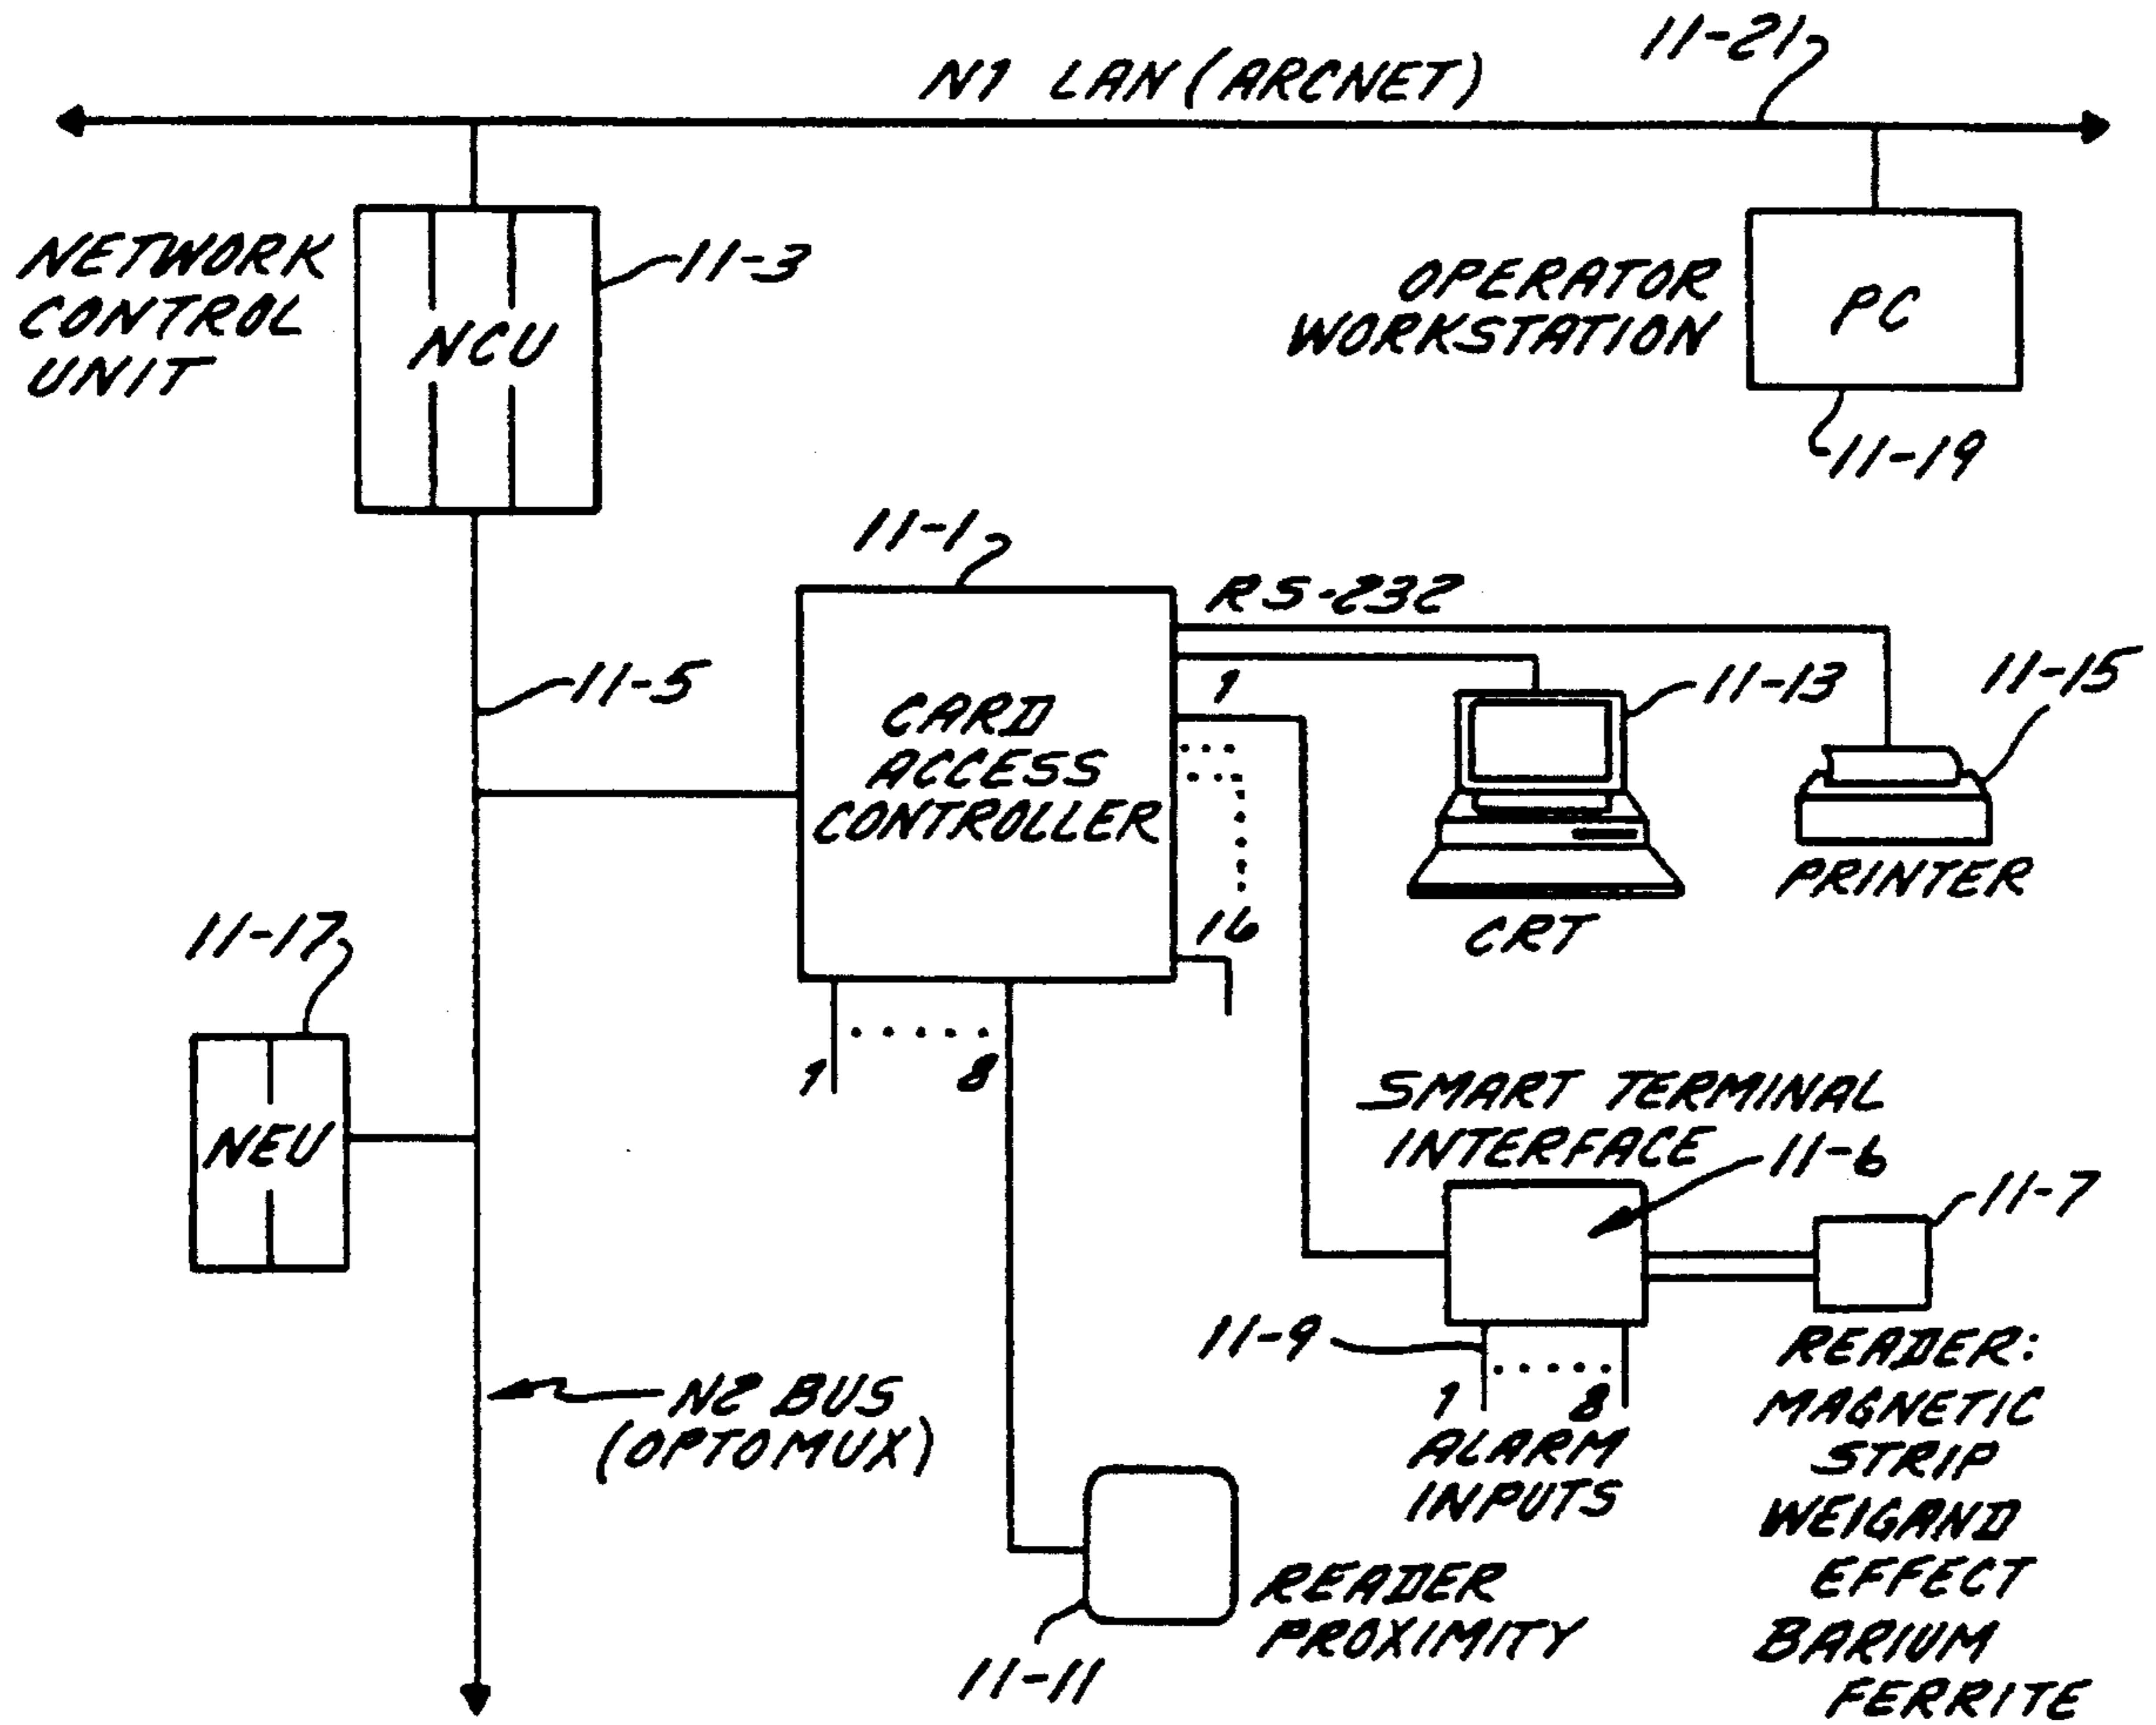 11-21
N1 LAN (ARCNET)
NETWORK
CONTROL
UNIT
NCU
11-3
OPERATOR
WORKSTATION
PC
11-19
11-1
RS-232
11-5
CARD
ACCESS
CONTROLLER
1
16
11-13
CRT
11-15
PRINTER
11-17
NEU
1
8
SMART TERMINAL
INTERFACE
11-6
11-7
11-9
1
8
ALARM
INPUTS
READER:
MAGNETIC
STRIP
WEIGAND
EFFECT
BARIUM
FERRITE
N2 BUS
(OPTOMUX)
READER
PROXIMITY
11-11